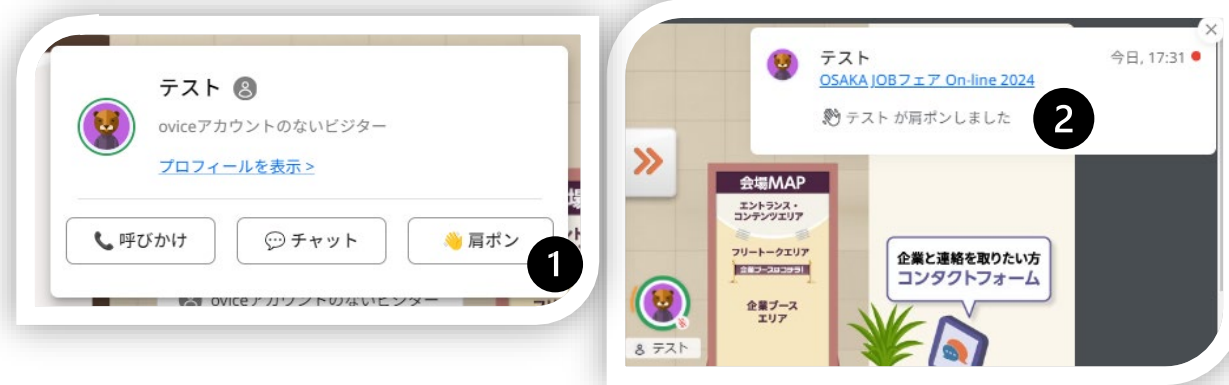 テスト
oviceアカウントのないビジター
プロフィールを表示 >
呼びかけ
チャット
肩ポン
1
oviceアカウントのないビジター
テスト
今日, 17:31
OSAKA JOBフェア On-line 2024
テスト が肩ポンしました
2
会場MAP
エントランス・
コンテンツエリア
フリートークエリア
企業ブースはコチラ!
企業ブース
エリア
企業と連絡を取りたい方
コンタクトフォーム
テスト